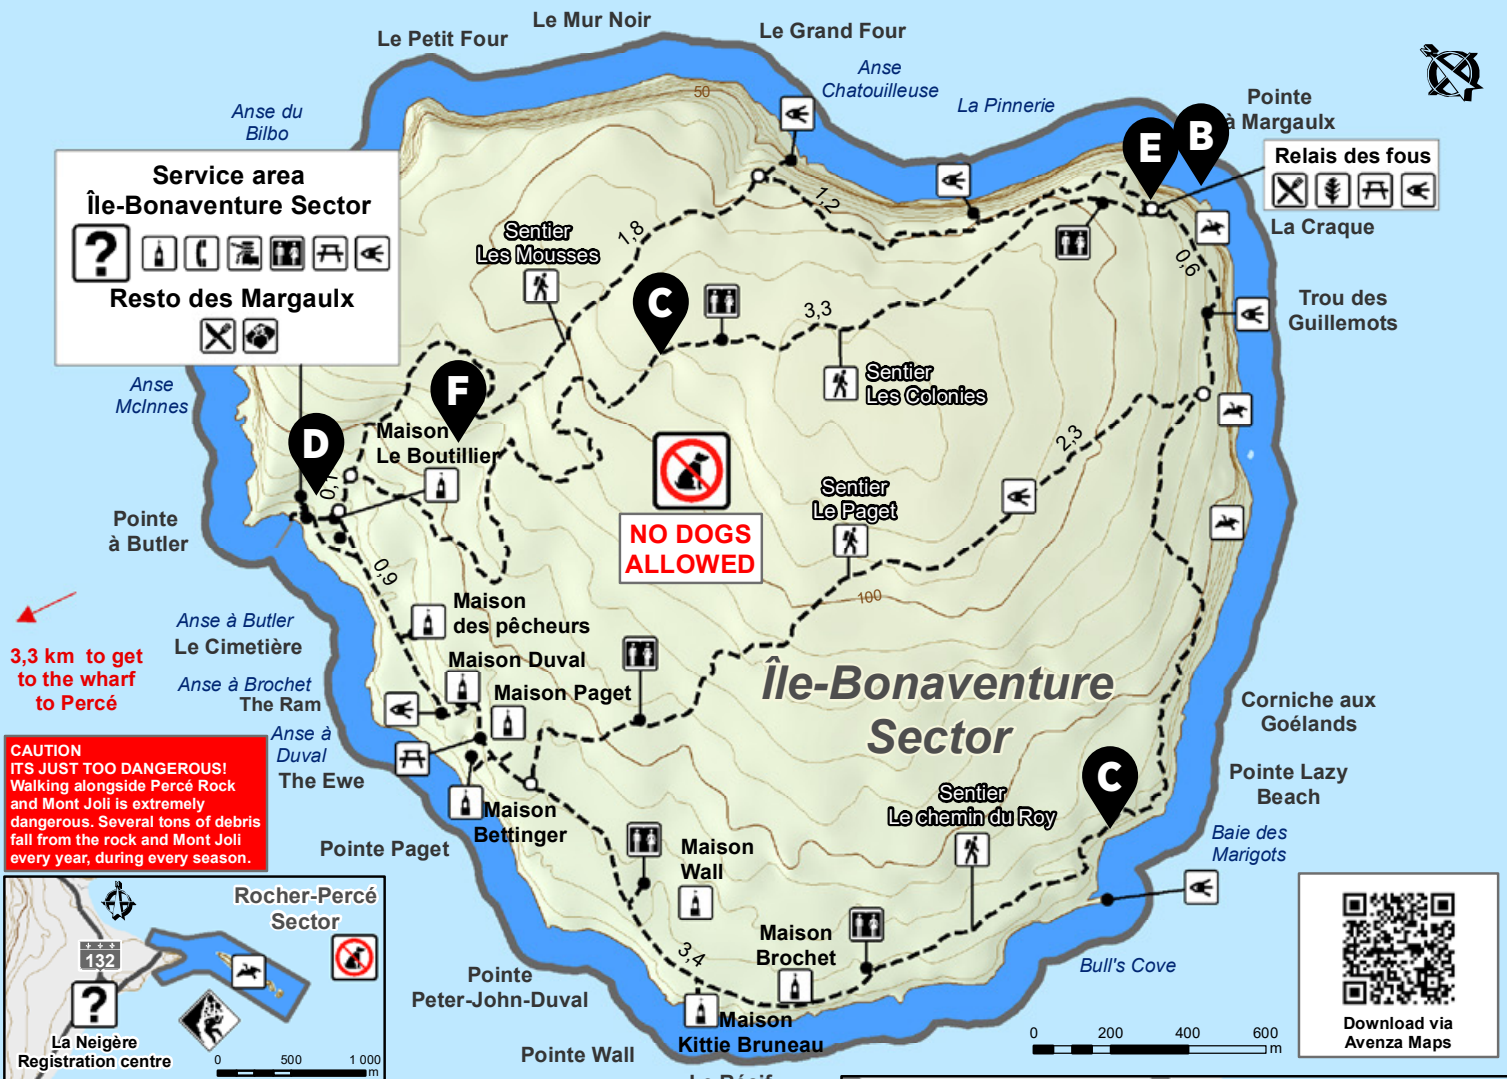 Le Mur Noir
Le Petit Four
Le Grand Four
Anse
Chatouilleuse
Anse du
Bilbo
La Pinnerie
Pointe
à Margaulx
50
E
B
Relais des fous
La Craque
Service area
Île-Bonaventure Sector
?
Resto des Margaulx
1,2
1,8
Sentier
Les Mousses
0,6
C
3,3
Trou des
Guillemots
Anse
McInnes
F
Sentier
Les Colonies
D
Maison
Le Boutillier
2,3
0,1
Sentier
Le Paget
Pointe
à Butler
NO DOGS
ALLOWED
0,9
100
Maison
des pêcheurs
Anse à Butler
Le Cimetière
3,3 km to get
to the wharf
to Percé
Maison Duval
Anse à Brochet
The Ram
Maison Paget
Île-Bonaventure
Sector
Corniche aux
Goélands
Anse à
Duval
The Ewe
CAUTION
ITS JUST TOO DANGEROUS!
Walking alongside Percé Rock
and Mont Joli is extremely
dangerous. Several tons of debris
fall from the rock and Mont Joli
every year, during every season.
Maison
Bettinger
C
Pointe Lazy
Beach
Sentier
Le chemin du Roy
Baie des
Marigots
Pointe Paget
Maison
Wall
Rocher-Percé
Sector
132
?
La Neigère
Registration centre
0 500 1 000
m
Maison
Brochet
3,4
Pointe
Peter-John-Duval
Bull's Cove
Maison
Kittie Bruneau
Pointe Wall
0 200 400 600
m
Download via
Avenza Maps